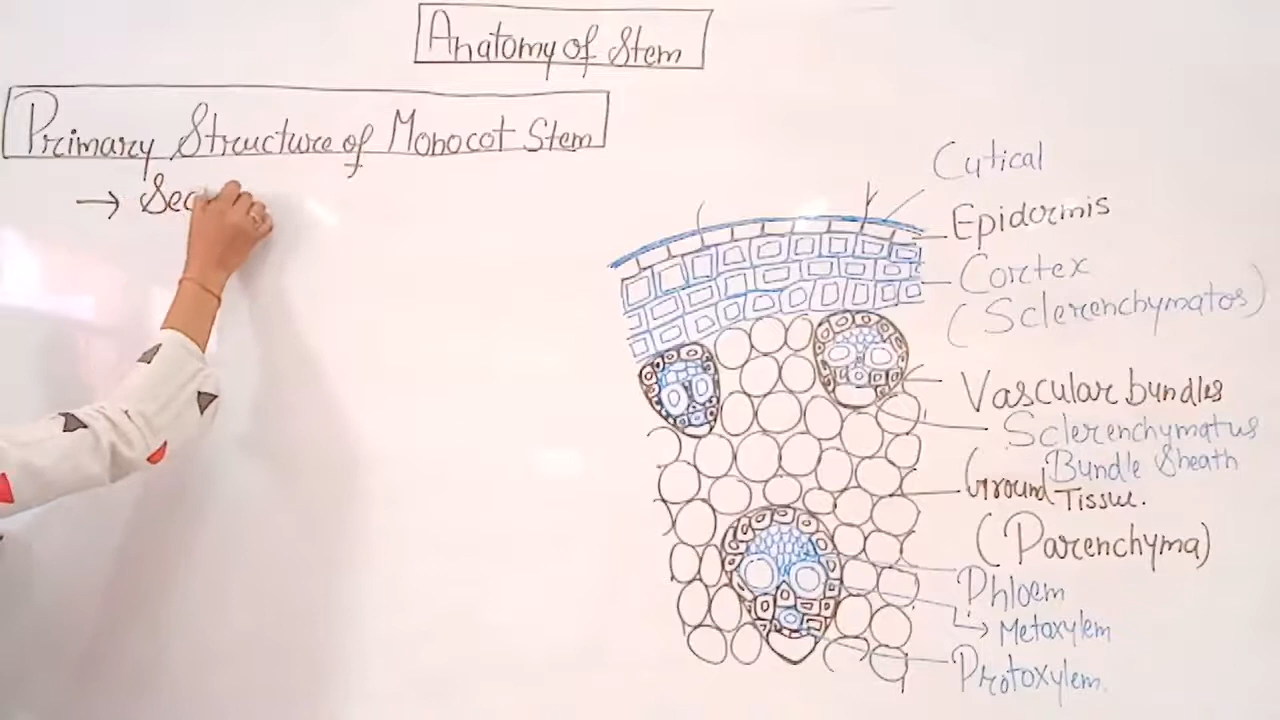 Anatomy of Stem
Primary Structure of Monocot Stem
→ Sec
Cutical
Epidermis
Cortex
(Sclerenchymatos)
Vascular bundles
Sclerenchymatus
Bundle Sheath
Ground Tissue.
(Parenchyma)
Phloem
→ Metaxylem
Protoxylem.